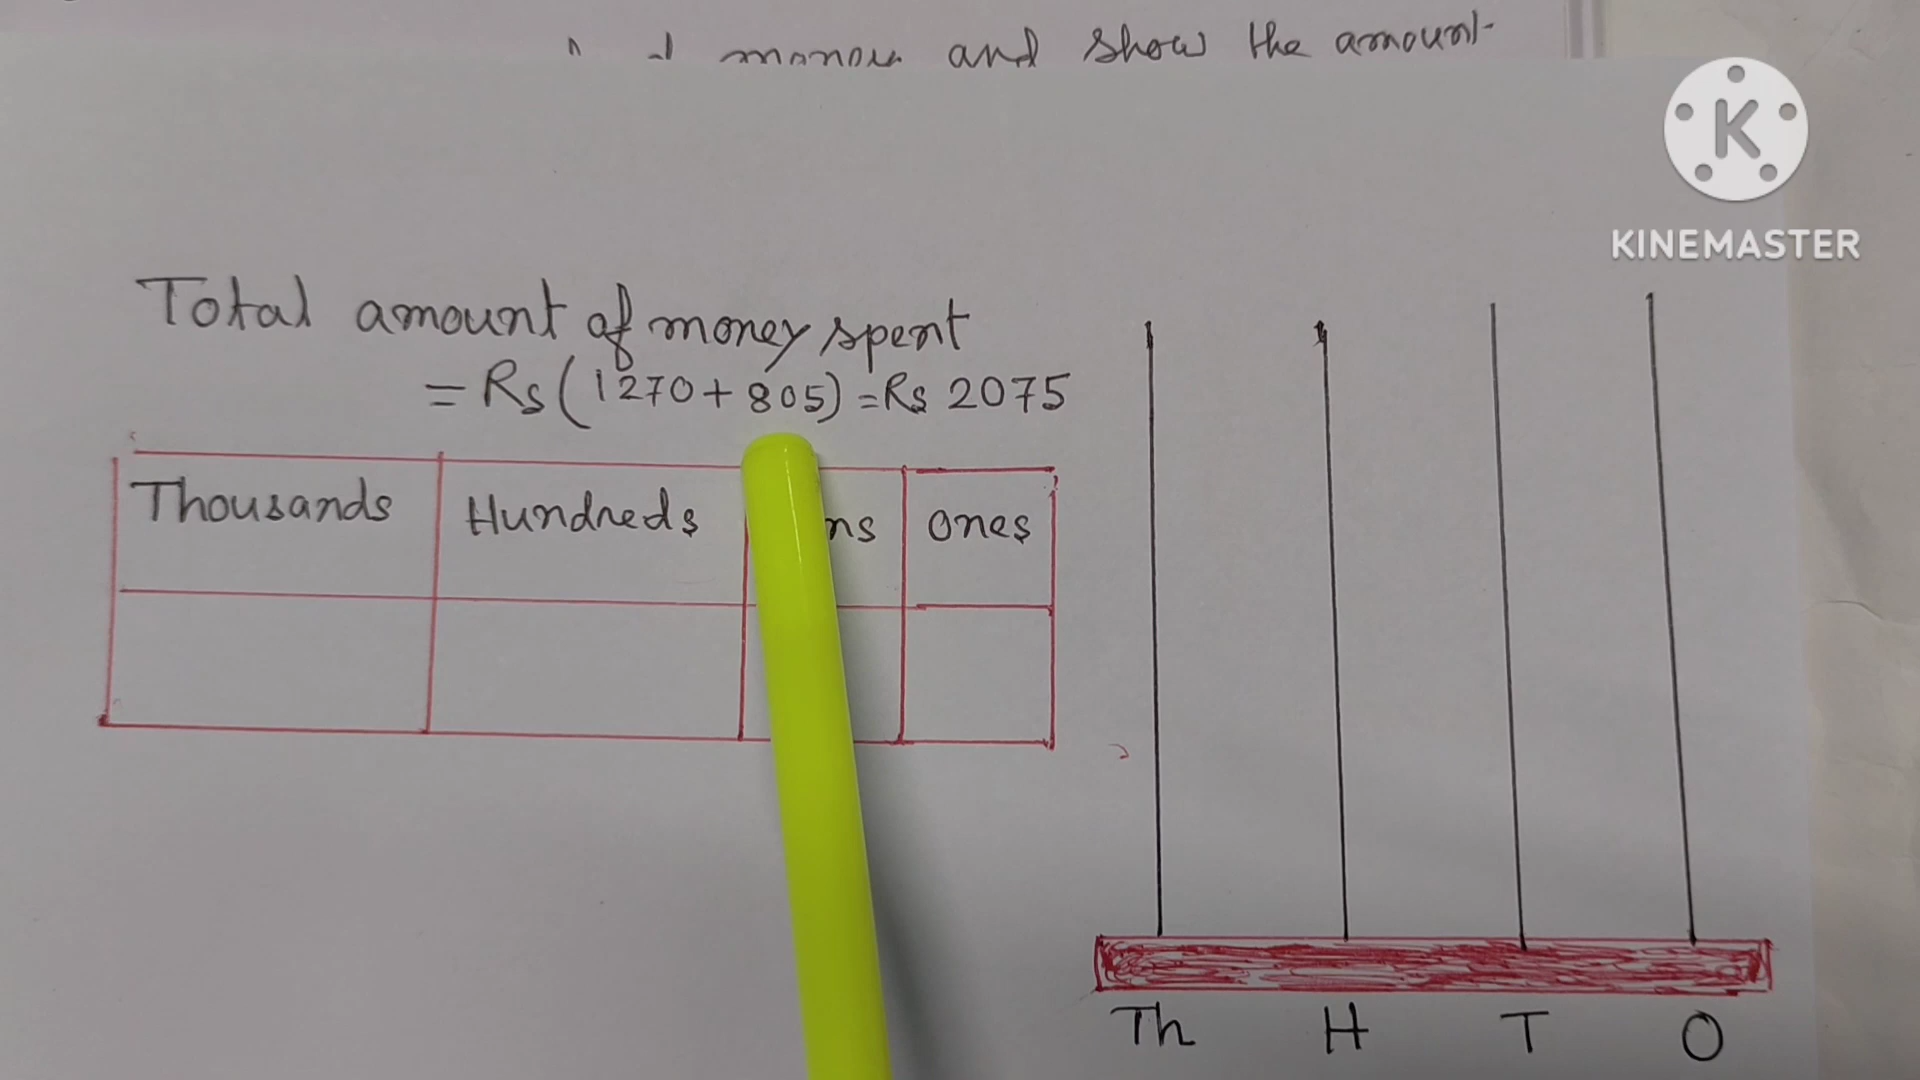 and show the amount
K
KINEMASTER
Total amount of money spent
= Rs (1270 + 805) = Rs 2075
Thousands Hundreds ns ones
Th H T O